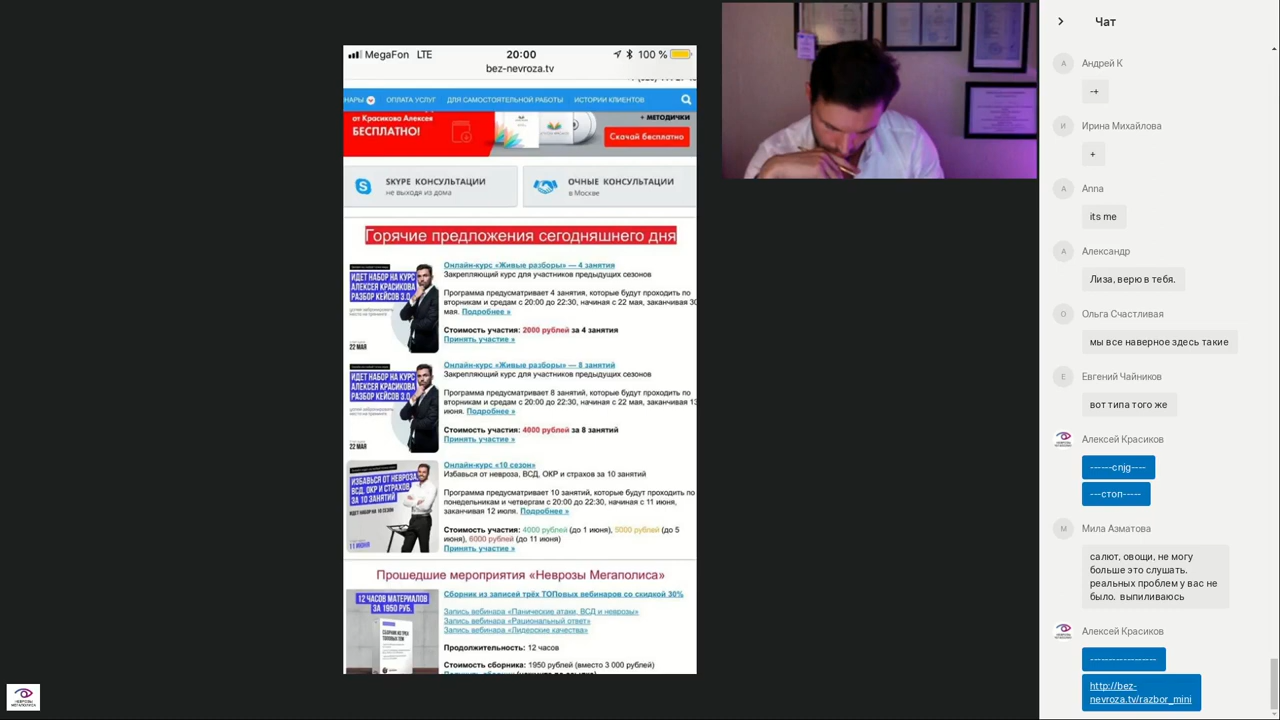 MegaFon LTE 20:00 100 %
bez-nevroza.tv
НАРЫ ОПЛАТА УСЛУГ ДЛЯ САМОСТОЯТЕЛЬНОЙ РАБОТЫ ИСТОРИИ КЛИЕНТОВ
от Красикова Алексея
БЕСПЛАТНО!
+ МЕТОДИЧКИ
Скачай бесплатно
SKYPE КОНСУЛЬТАЦИИ
не выходя из дома
ОЧНЫЕ КОНСУЛЬТАЦИИ
в Москве
Горячие предложения сегодняшнего дня
ИДЕТ НАБОР НА КУРС
АЛЕКСЕЯ КРАСИКОВА
РАЗБОР КЕЙСОВ 3.0
22 МАЯ
Онлайн-курс «Живые разборы» — 4 занятия
Закрепляющий курс для участников предыдущих сезонов
Программа предусматривает 4 занятия, которые будут проходить по
вторникам и средам с 20:00 до 22:30, начиная с 22 мая, заканчивая 30
мая. Подробнее »
Стоимость участия: 2000 рублей за 4 занятия
Принять участие »
ИДЕТ НАБОР НА КУРС
АЛЕКСЕЯ КРАСИКОВА
РАЗБОР КЕЙСОВ 3.0
22 МАЯ
Онлайн-курс «Живые разборы» — 8 занятий
Закрепляющий курс для участников предыдущих сезонов
Программа предусматривает 8 занятий, которые будут проходить по
вторникам и средам с 20:00 до 22:30, начиная с 22 мая, заканчивая 13
июня. Подробнее »
Стоимость участия: 4000 рублей за 8 занятий
Принять участие »
ИЗБАВЬСЯ ОТ НЕВРОЗА,
ВСД, ОКР И СТРАХОВ
ЗА 10 ЗАНЯТИЙ
ИДЕТ НАБОР НА 10 СЕЗОН
11 ИЮНЯ
Онлайн-курс «10 сезон»
Избавься от невроза, ВСД, ОКР и страхов за 10 занятий
Программа предусматривает 10 занятий, которые будут проходить по
понедельникам и четвергам с 20:00 до 22:30, начиная с 11 июня,
заканчивая 12 июля. Подробнее »
Стоимость участия: 4000 рублей (до 1 июня), 5000 рублей (до 5
июня), 6000 рублей (до 11 июня)
Принять участие »
Прошедшие мероприятия «Неврозы Мегаполиса»
12 ЧАСОВ МАТЕРИАЛОВ
ЗА 1950 РУБ.
Сборник из записей трёх ТОПовых вебинаров со скидкой 30%
Запись вебинара «Панические атаки, ВСД и неврозы»
Запись вебинара «Рациональный ответ»
Запись вебинара «Лидерские качества»
Продолжительность: 12 часов
Стоимость сборника: 1950 рублей (вместо 3 000 рублей)
Чат
А Андрей К
-+
И Ирина Михайлова
+
A Anna
its me
А Александр
Лиза, верю в тебя.
О Ольга Счастливая
мы все наверное здесь такие
Е Евгений Чайников
вот типа того же
Алексей Красиков
------cnjg----
---стоп-----
М Мила Азматова
салют, овощи, не могу
больше это слушать.
реальных проблем у вас не
было. выпиливаюсь
Алексей Красиков
------------------
http://bez-
nevroza.tv/razbor_mini
НЕВРОЗЫ
МЕГАПОЛИСА